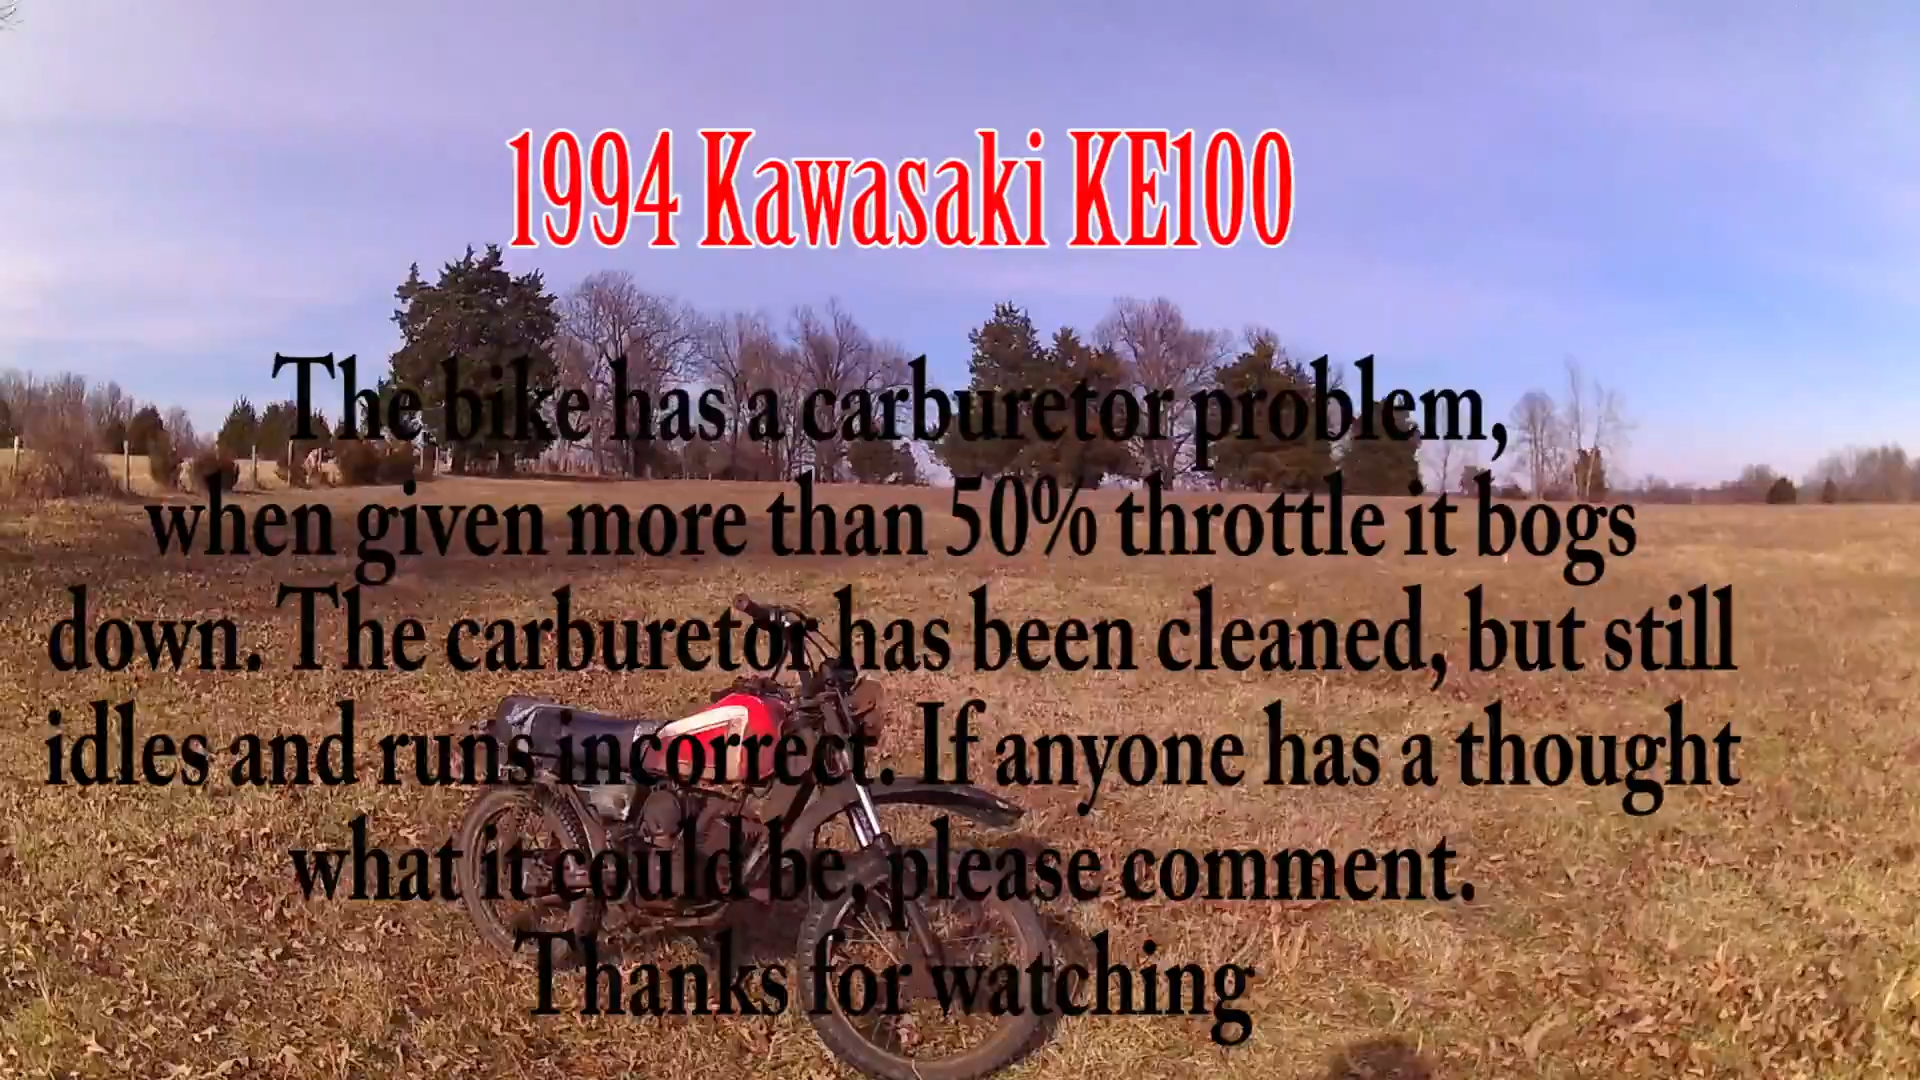 1994 Kawasaki KE100
The bike has a carburetor problem,
when given more than 50% throttle it bogs
down. The carburetor has been cleaned, but still
idles and runs incorrect. If anyone has a thought
what it could be, please comment.
Thanks for watching